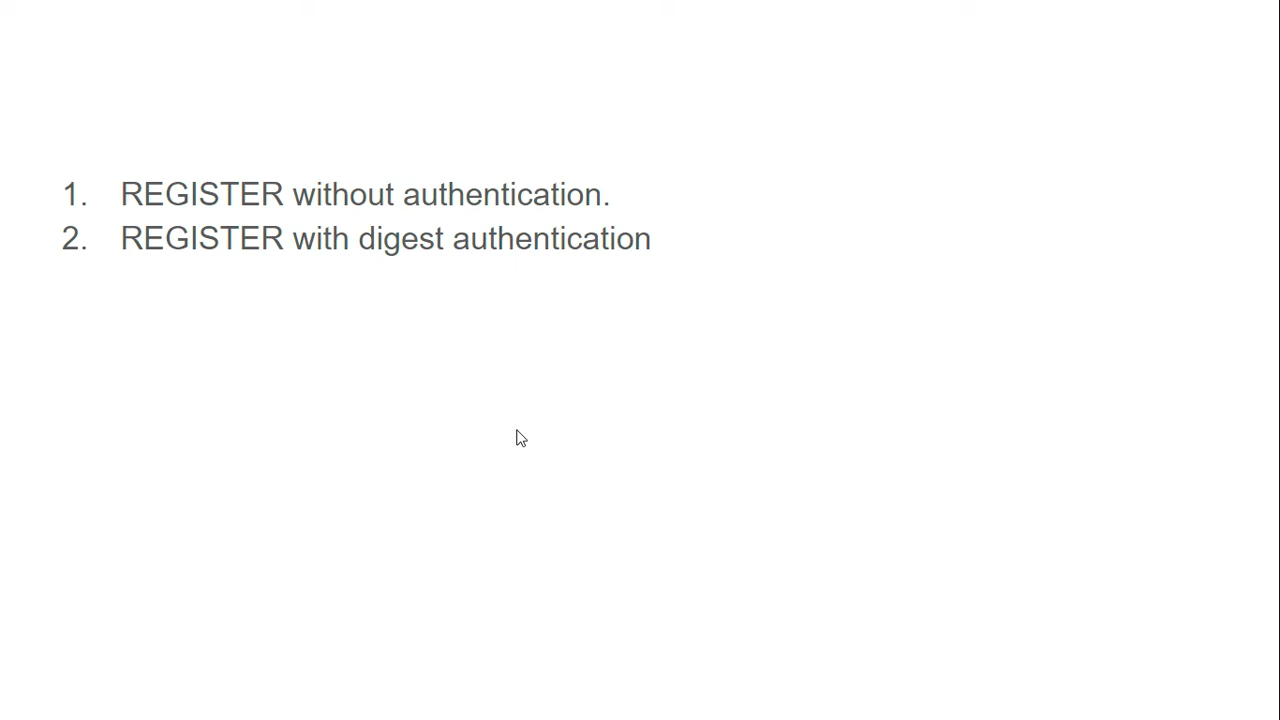 1. REGISTER without authentication.
2. REGISTER with digest authentication